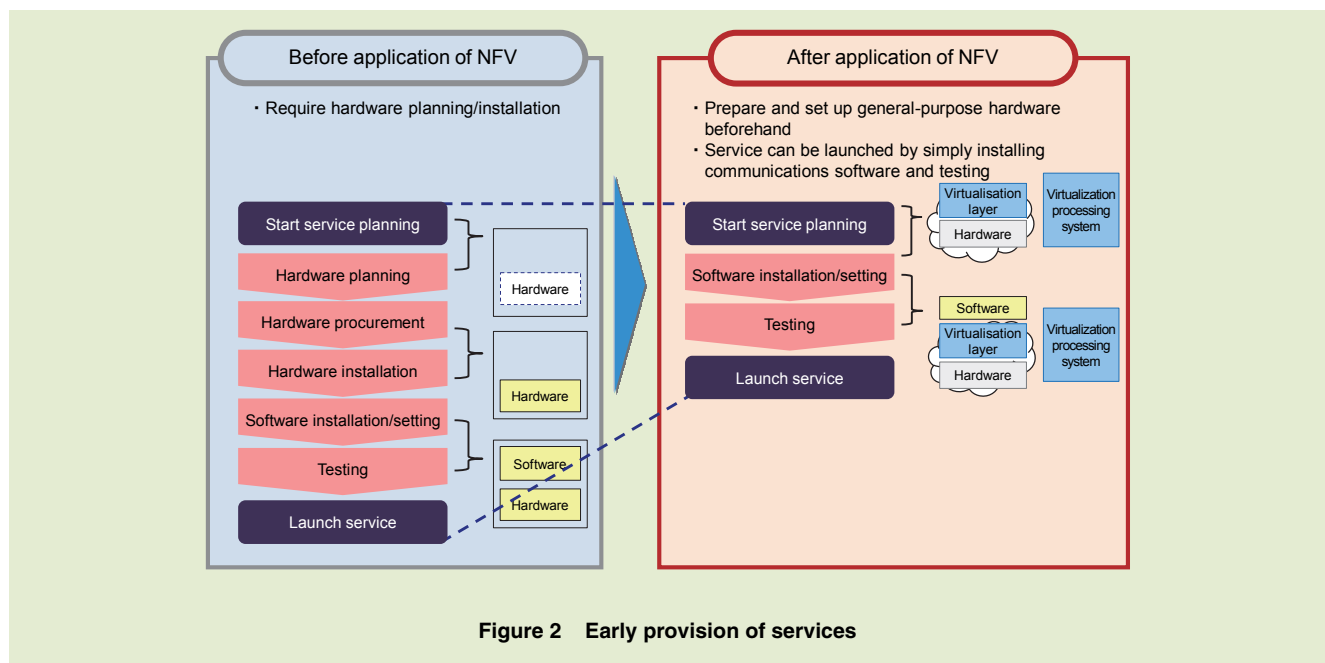 Before application of NFV
・Require hardware planning/installation
Start service planning
Hardware planning
Hardware procurement
Hardware installation
Software installation/setting
Testing
Launch service
Hardware
Hardware
Software
Hardware
After application of NFV
・Prepare and set up general-purpose hardware
beforehand
・Service can be launched by simply installing
communications software and testing
Start service planning
Software installation/setting
Testing
Launch service
Virtualisation
layer
Hardware
Virtualization
processing
system
Software
Virtualisation
layer
Hardware
Virtualization
processing
system
Figure 2 Early provision of services